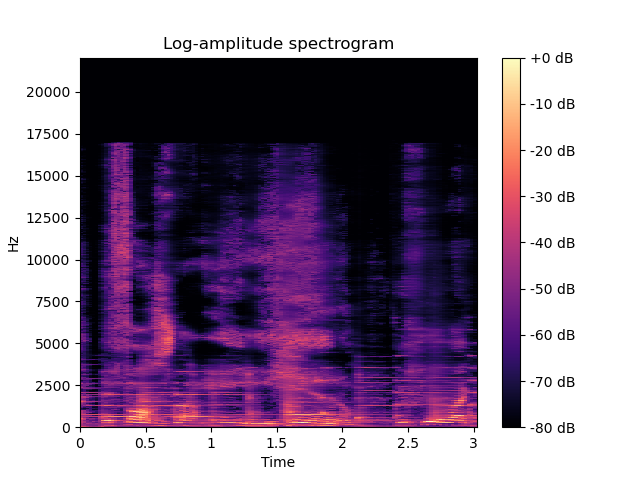 Log-amplitude spectrogram
20000
17500
15000
12500
10000
7500
5000
2500
0
Hz
0 0.5 1 1.5 2 2.5 3
Time
+0 dB
-10 dB
-20 dB
-30 dB
-40 dB
-50 dB
-60 dB
-70 dB
-80 dB